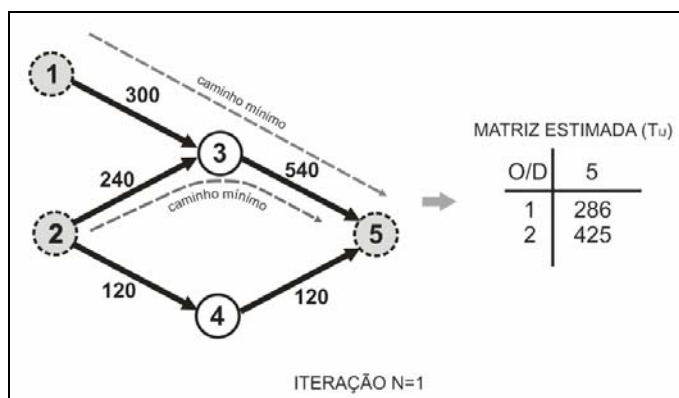 1
caminho mínimo
300
MATRIZ ESTIMADA (TIJ)
3
540
O/D 5
240
caminho mínimo
1 286
2
5
2 425
120
120
4
ITERAÇÃO N=1